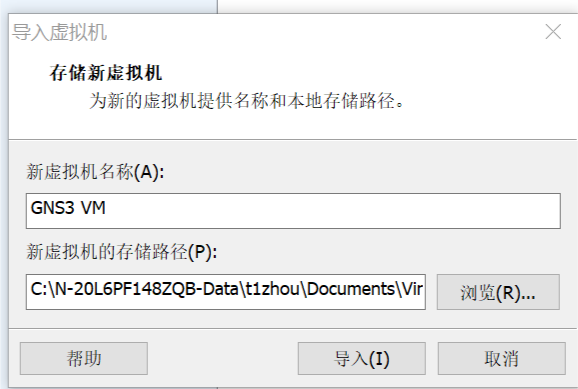 导入虚拟机
存储新虚拟机
为新的虚拟机提供名称和本地存储路径。
新虚拟机名称(A):
GNS3 VM
新虚拟机的存储路径(P):
C:\N-20L6PF148ZQB-Data\t1zhou\Documents\Vir
浏览(R)...
帮助
导入(I)
取消